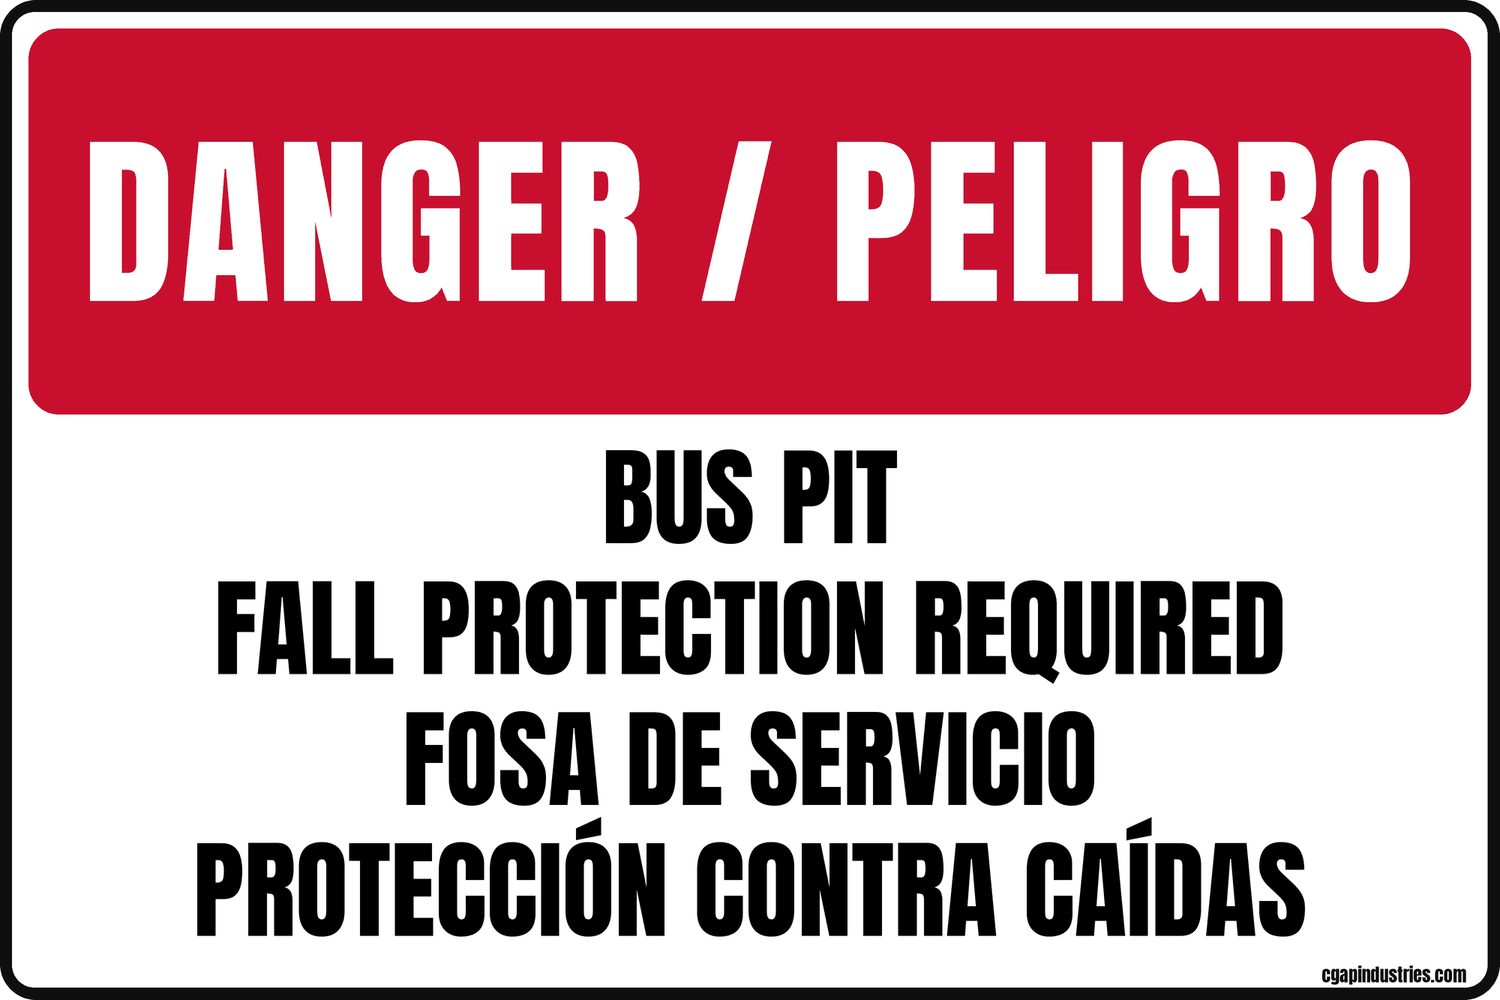 DANGER / PELIGRO
BUS PIT
FALL PROTECTION REQUIRED
FOSA DE SERVICIO
PROTECCIÓN CONTRA CAÍDAS
cgapindustries.com